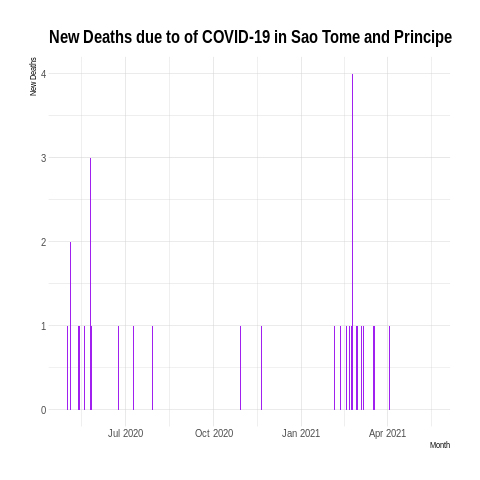 New Deaths due to of COVID-19 in Sao Tome and Principe
New Deaths
4
3
2
1
0
Jul 2020 Oct 2020 Jan 2021 Apr 2021
Month